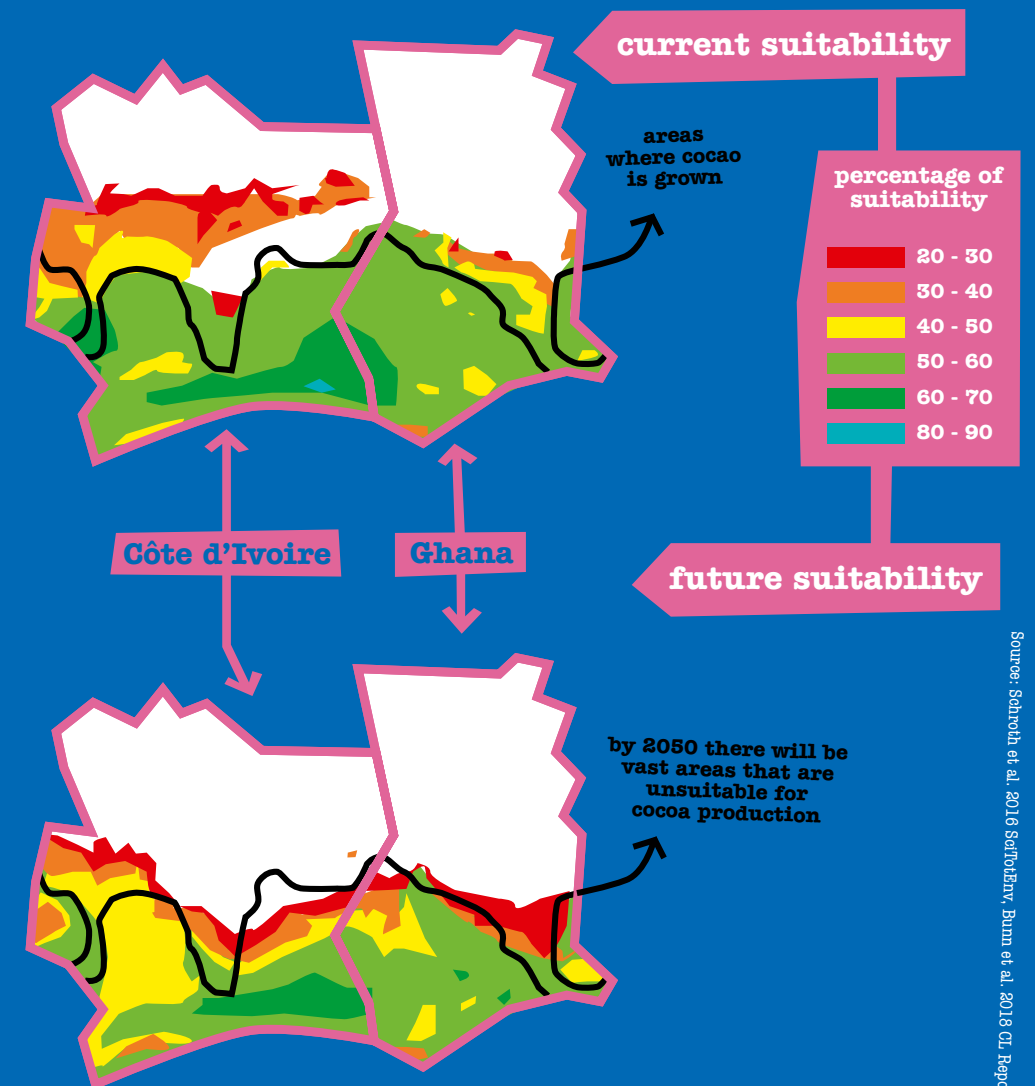 current suitability
areas
where cocao
is grown
percentage of
suitability
20 - 30
30 - 40
40 - 50
50 - 60
60 - 70
80 - 90
Côte d'Ivoire
Ghana
future suitability
by 2050 there will be
vast areas that are
unsuitable for
cocoa production
Source: Schroth et al. 2016 SciTotEnv, Bunn et al. 2018 CL